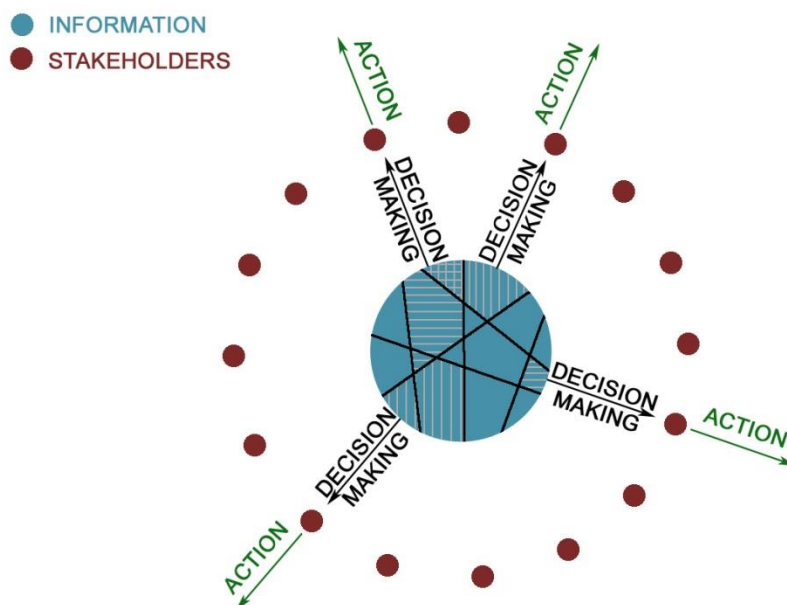 INFORMATION
STAKEHOLDERS
ACTION
DECISION
MAKING
ACTION
DECISION
MAKING
DECISION
MAKING
ACTION
DECISION
MAKING
ACTION